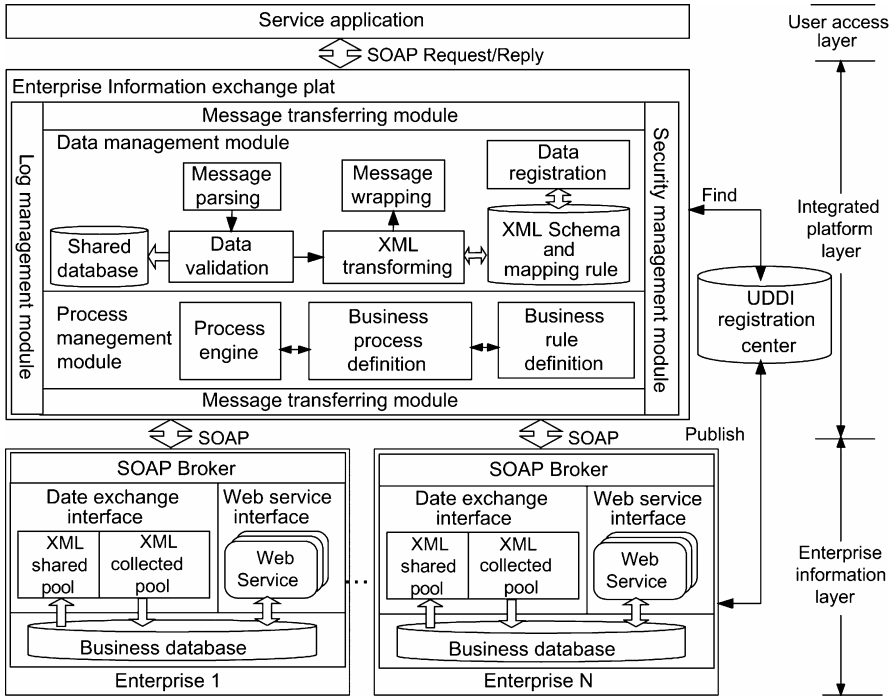 Service application
User access
layer
SOAP Request/Reply
Enterprise Information exchange plat
Message transferring module
Log management module
Security management module
Data management module
Message
parsing
Message
wrapping
Data
registration
Shared
database
Data
validation
XML
transforming
XML Schema
and
mapping rule
Process
manegement
module
Process
engine
Business
process
definition
Business
rule
definition
Message transferring module
Find
UDDI
registration
center
Publish
Integrated
platform
layer
SOAP
SOAP
SOAP Broker
Date exchange
interface
Web service
interface
XML
shared
pool
XML
collected
pool
Web
Service
Business database
Enterprise 1
...
SOAP Broker
Date exchange
interface
Web service
interface
XML
shared
pool
XML
collected
pool
Web
Service
Business database
Enterprise N
Enterprise
information
layer